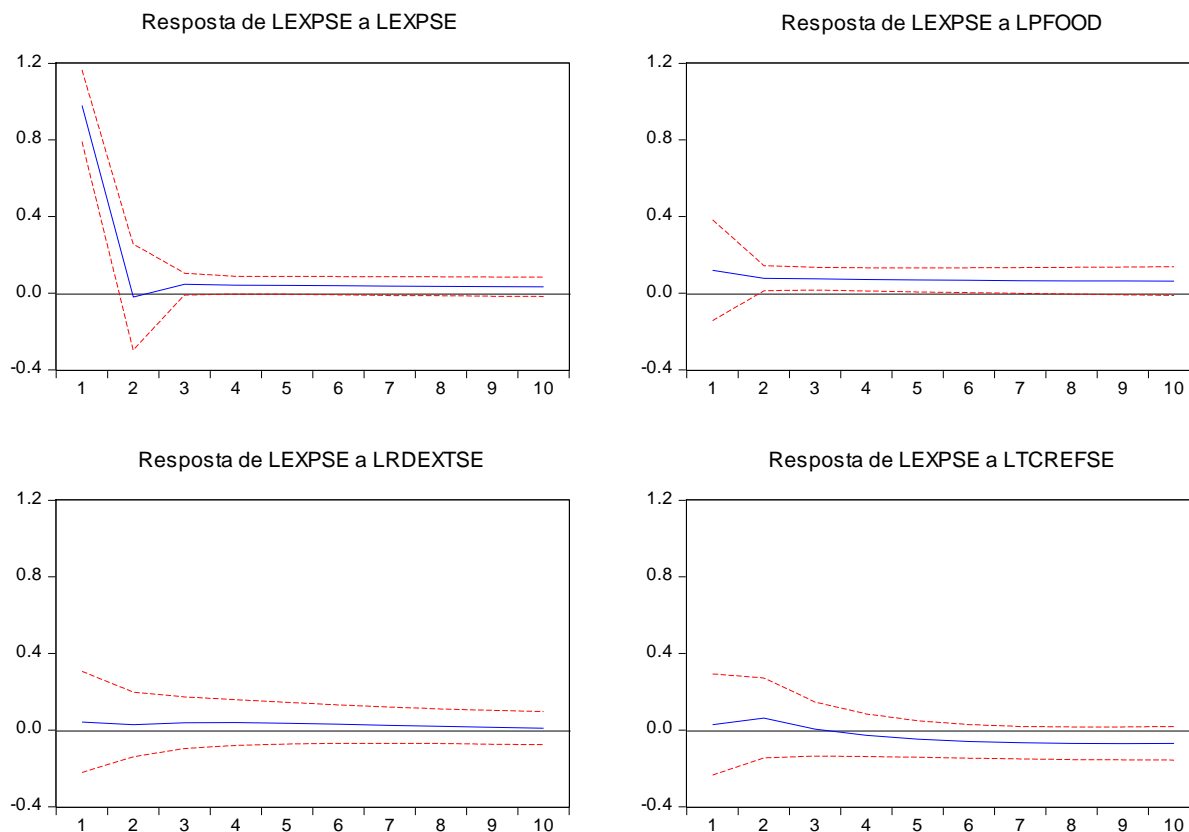 Resposta de LEXPSE a LEXPSE
1.2
0.8
0.4
0.0
-0.4
1 2 3 4 5 6 7 8 9 10
Resposta de LEXPSE a LPFOOD
1.2
0.8
0.4
0.0
-0.4
1 2 3 4 5 6 7 8 9 10
Resposta de LEXPSE a LRDEXTSE
1.2
0.8
0.4
0.0
-0.4
1 2 3 4 5 6 7 8 9 10
Resposta de LEXPSE a LTCREFSE
1.2
0.8
0.4
0.0
-0.4
1 2 3 4 5 6 7 8 9 10